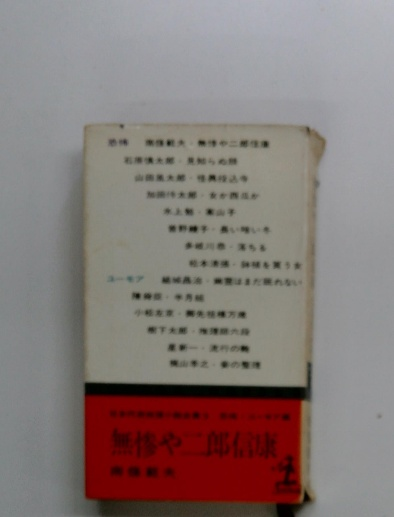 恐怖 南條範夫・無惨や二郎信康
石原慎太郎・見知らぬ顔
山田風太郎・怪異投込寺
加田伶太郎・女か西瓜か
水上勉・案山子
曽野綾子・長い暗い冬
多岐川恭・落ちる
松本清張・鉢植を買う女
ユーモア 結城昌治・幽霊はまだ眠れない
陳舜臣・半月組
小松左京・御先祖様万歳
樹下太郎・推理師六段
星新一・流行の鞄
梶山季之・愛の整理
無惨や二郎信康
南條範夫